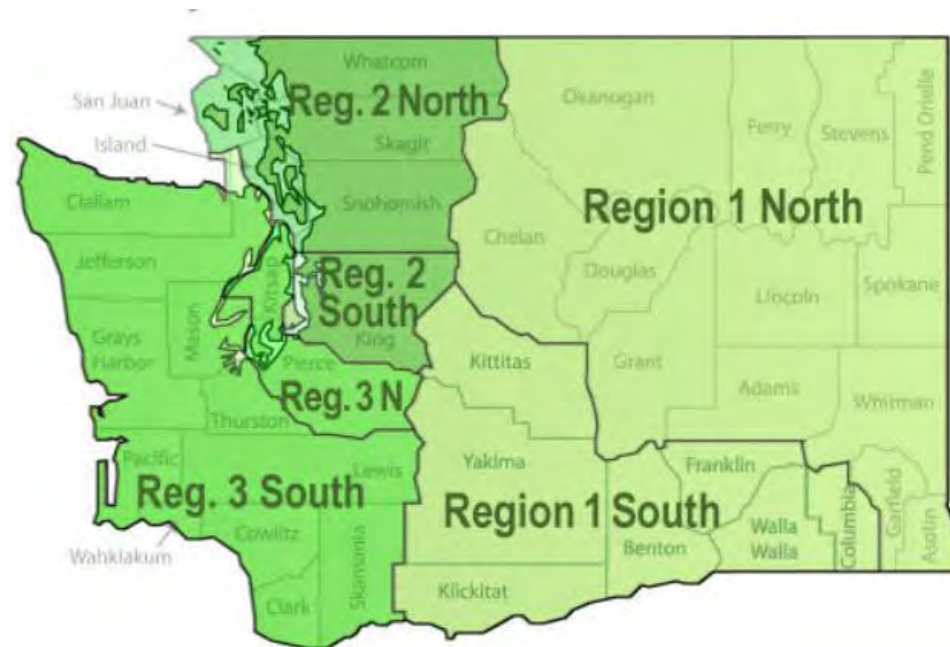 Whatcom
San Juan
Reg. 2 North
Okanogan
Ferry
Stevens
Pend Orielle
Island
Skagit
Clallam
Snohomish
Region 1 North
Chelan
Jefferson
Kitsap
Reg. 2
South
Douglas
Lincoln
Spokane
Mason
King
Grays
Harbor
Pierce
Kittitas
Grant
Adams
Whitman
Reg. 3 N
Thurston
Pacific
Lewis
Yakima
Franklin
Reg. 3 South
Region 1 South
Columbia
Garfield
Asotin
Wahkiakum
Cowlitz
Skamania
Benton
Walla
Walla
Klickitat
Clark